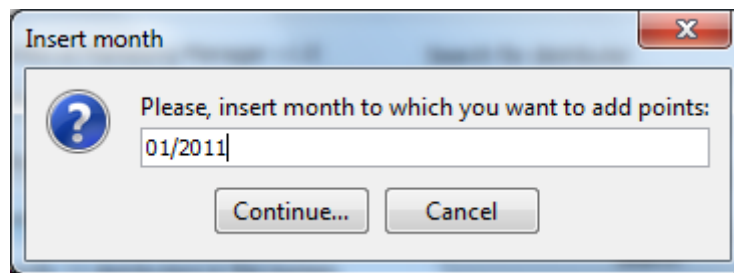 Insert month
Please, insert month to which you want to add points:
01/2011
Continue...
Cancel